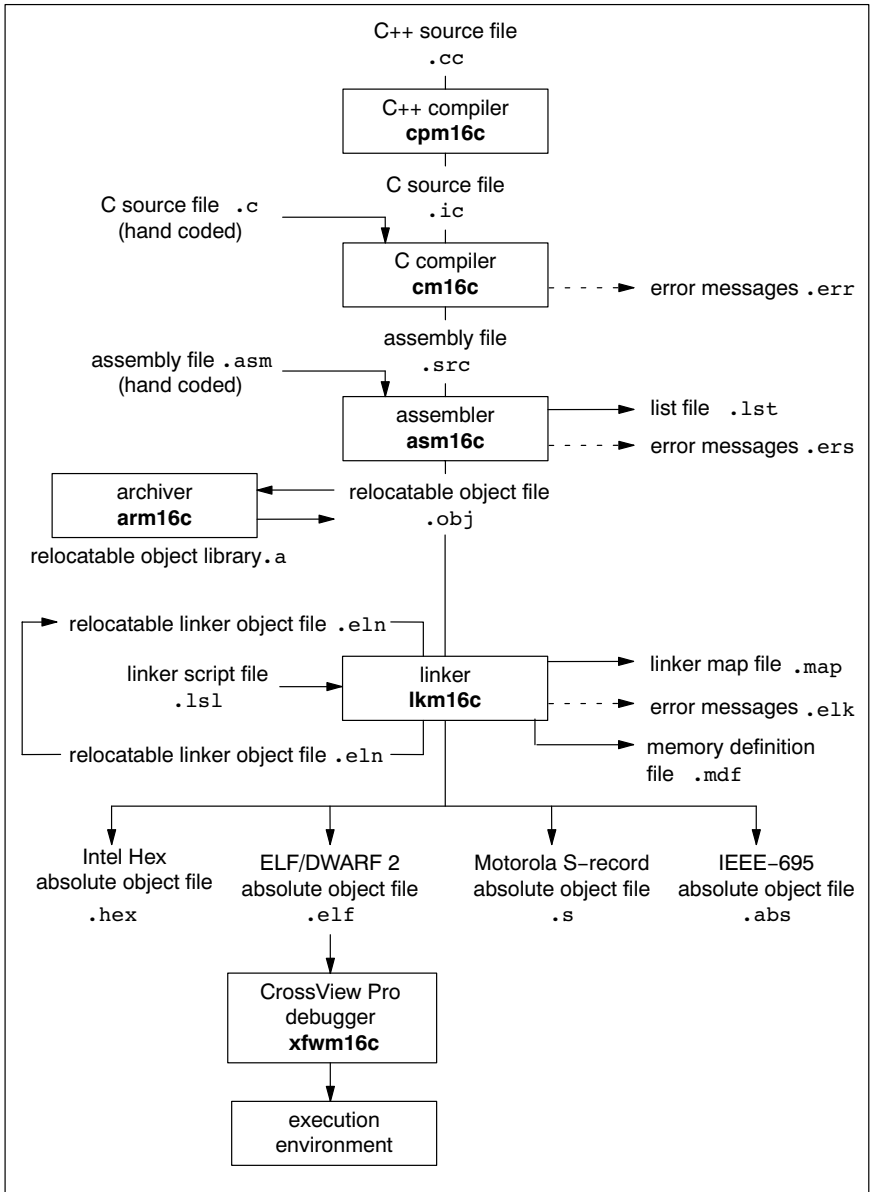 C++ source file
.cc
C++ compiler
cpm16c
C source file
.ic
C source file .c
(hand coded)
C compiler
cm16c
error messages .err
assembly file
.src
assembly file .asm
(hand coded)
assembler
asm16c
list file .lst
error messages .ers
archiver
arm16c
relocatable object file
.obj
relocatable object library.a
relocatable linker object file .eln
linker script file
.lsl
linker
lkm16c
linker map file .map
error messages .elk
relocatable linker object file .eln
memory definition
file .mdf
Intel Hex
absolute object file
.hex
ELF/DWARF 2
absolute object file
.elf
Motorola S−record
absolute object file
.s
IEEE−695
absolute object file
.abs
CrossView Pro
debugger
xfwm16c
execution
environment